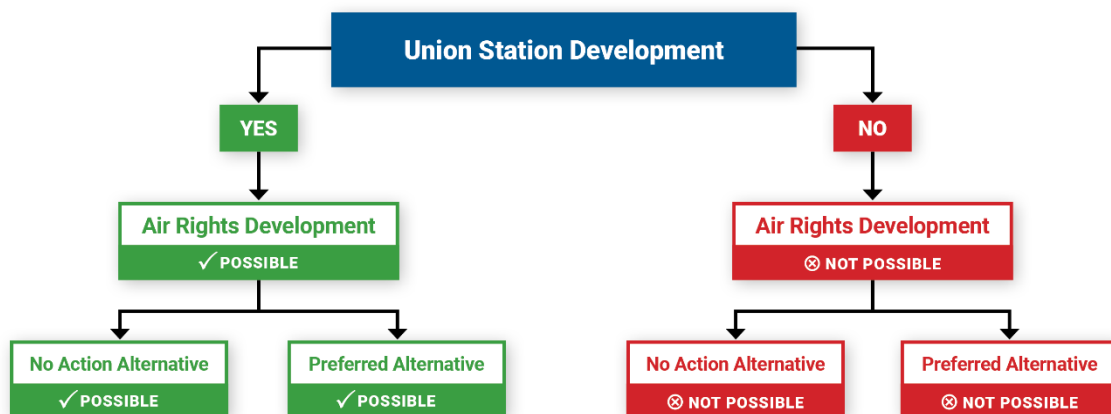 Union Station Development
YES
NO
Air Rights Development
✓ POSSIBLE
Air Rights Development
⊗ NOT POSSIBLE
No Action Alternative
✓ POSSIBLE
Preferred Alternative
✓ POSSIBLE
No Action Alternative
⊗ NOT POSSIBLE
Preferred Alternative
⊗ NOT POSSIBLE